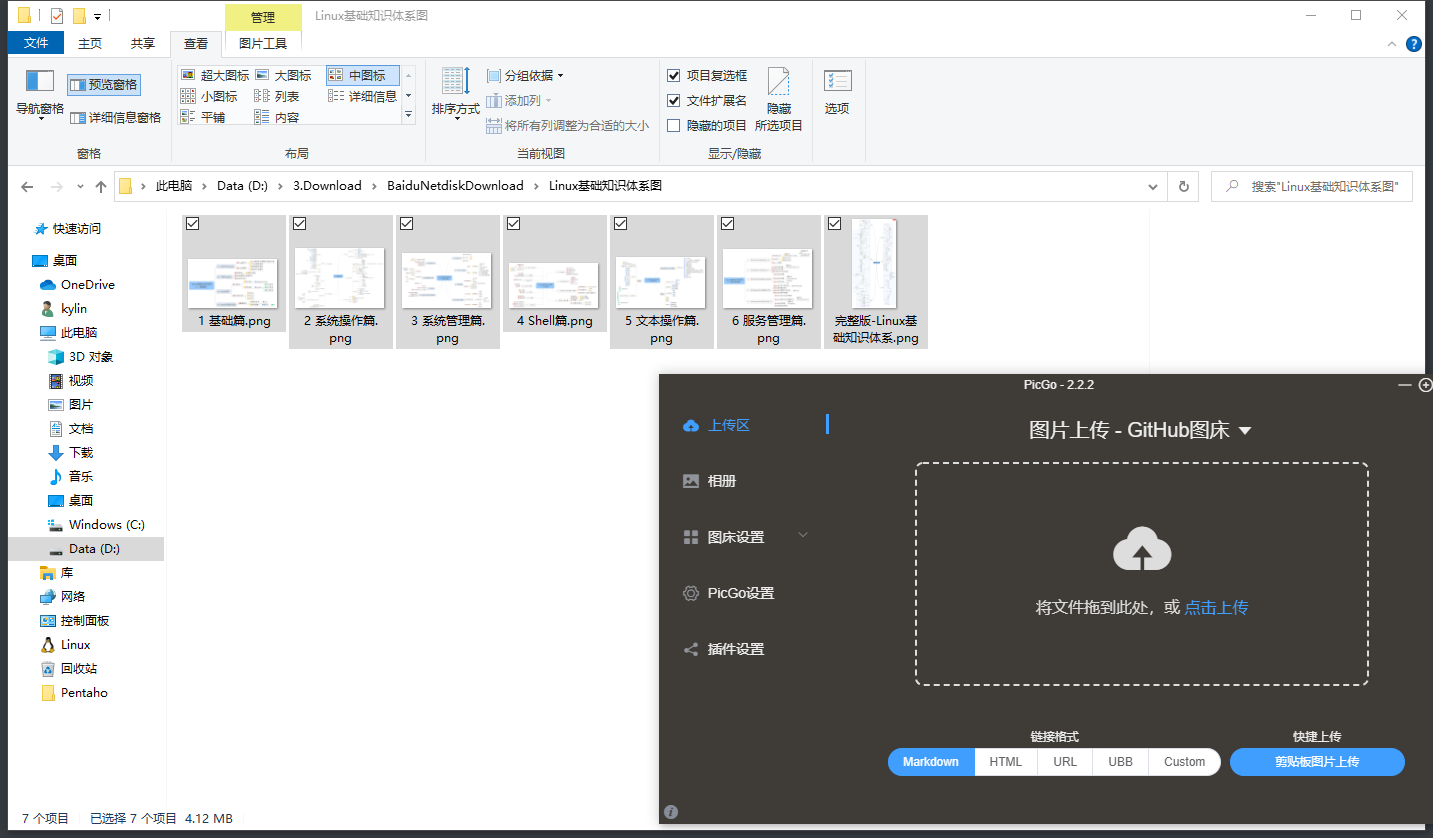 管理
Linux基础知识体系图
文件
主页
共享
查看
图片工具
导航窗格
预览窗格
详细信息窗格
窗格
超大图标
大图标
中图标
小图标
列表
详细信息
平铺
内容
布局
排序方式
分组依据
添加列
将所有列调整为合适的大小
当前视图
项目复选框
文件扩展名
隐藏的项目
隐藏
所选项目
显示/隐藏
选项
此电脑 › Data (D:) › 3.Download › BaiduNetdiskDownload › Linux基础知识体系图
搜索"Linux基础知识体系图"
快速访问
桌面
OneDrive
kylin
此电脑
3D 对象
视频
图片
文档
下载
音乐
桌面
Windows (C:)
Data (D:)
库
网络
控制面板
Linux
回收站
Pentaho
1 基础篇.png
2 系统操作篇.
png
3 系统管理篇.
png
4 Shell篇.png
5 文本操作篇.
png
6 服务管理篇.
png
完整版-Linux基
础知识体系.png
PicGo - 2.2.2
上传区
相册
图床设置
PicGo设置
插件设置
图片上传 - GitHub图床
将文件拖到此处，或 点击上传
链接格式
Markdown
HTML
URL
UBB
Custom
快捷上传
剪贴板图片上传
7 个项目
已选择 7 个项目 4.12 MB